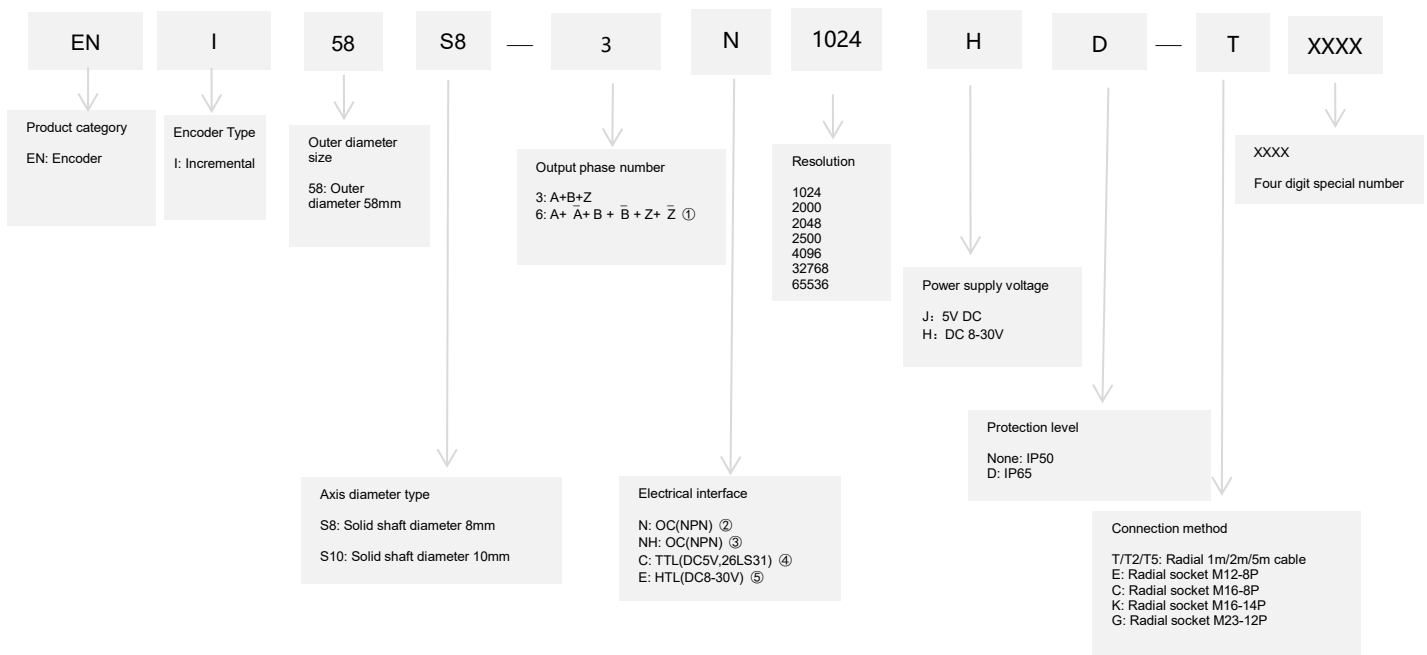 EN I 58 S8 — 3 N 1024 H D — T XXXX
Product category
EN: Encoder
Encoder Type
I: Incremental
Outer diameter
size
58: Outer
diameter 58mm
Output phase number
3: A+B+Z
6: A+ A̅+ B + B̅ + Z+ Z̅ ①
Resolution
1024
2000
2048
2500
4096
32768
65536
XXXX
Four digit special number
Power supply voltage
J：5V DC
H：DC 8-30V
Protection level
None: IP50
D: IP65
Axis diameter type
S8: Solid shaft diameter 8mm
S10: Solid shaft diameter 10mm
Electrical interface
N: OC(NPN) ②
NH: OC(NPN) ③
C: TTL(DC5V,26LS31) ④
E: HTL(DC8-30V) ⑤
Connection method
T/T2/T5: Radial 1m/2m/5m cable
E: Radial socket M12-8P
C: Radial socket M16-8P
K: Radial socket M16-14P
G: Radial socket M23-12P